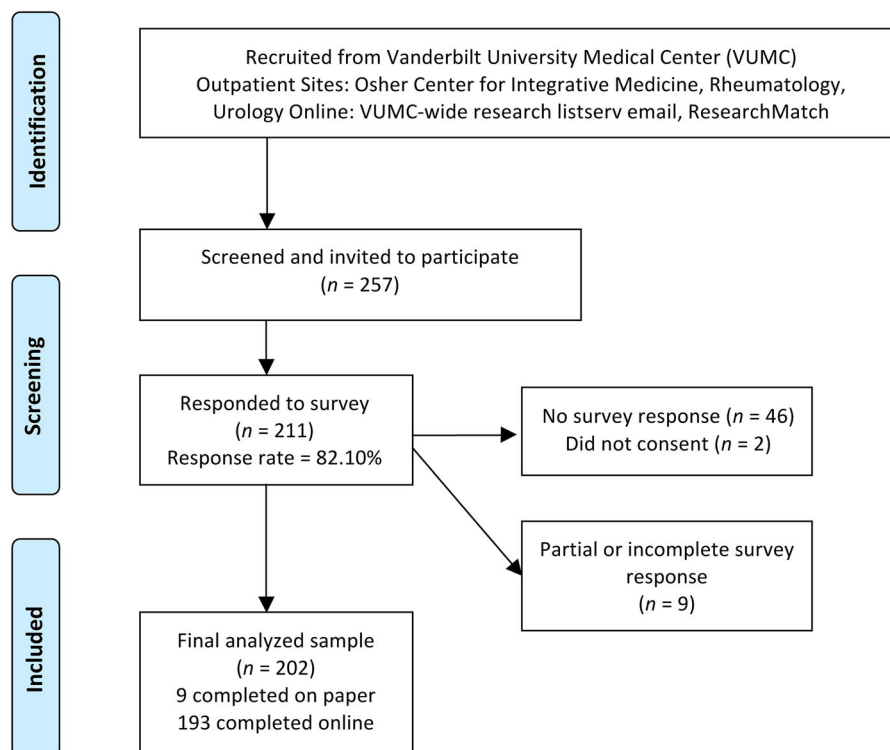 Identification
Recruited from Vanderbilt University Medical Center (VUMC)
Outpatient Sites: Osher Center for Integrative Medicine, Rheumatology,
Urology Online: VUMC-wide research listserv email, ResearchMatch
Screening
Screened and invited to participate
(n = 257)
Responded to survey
(n = 211)
Response rate = 82.10%
No survey response (n = 46)
Did not consent (n = 2)
Partial or incomplete survey
response
(n = 9)
Included
Final analyzed sample
(n = 202)
9 completed on paper
193 completed online